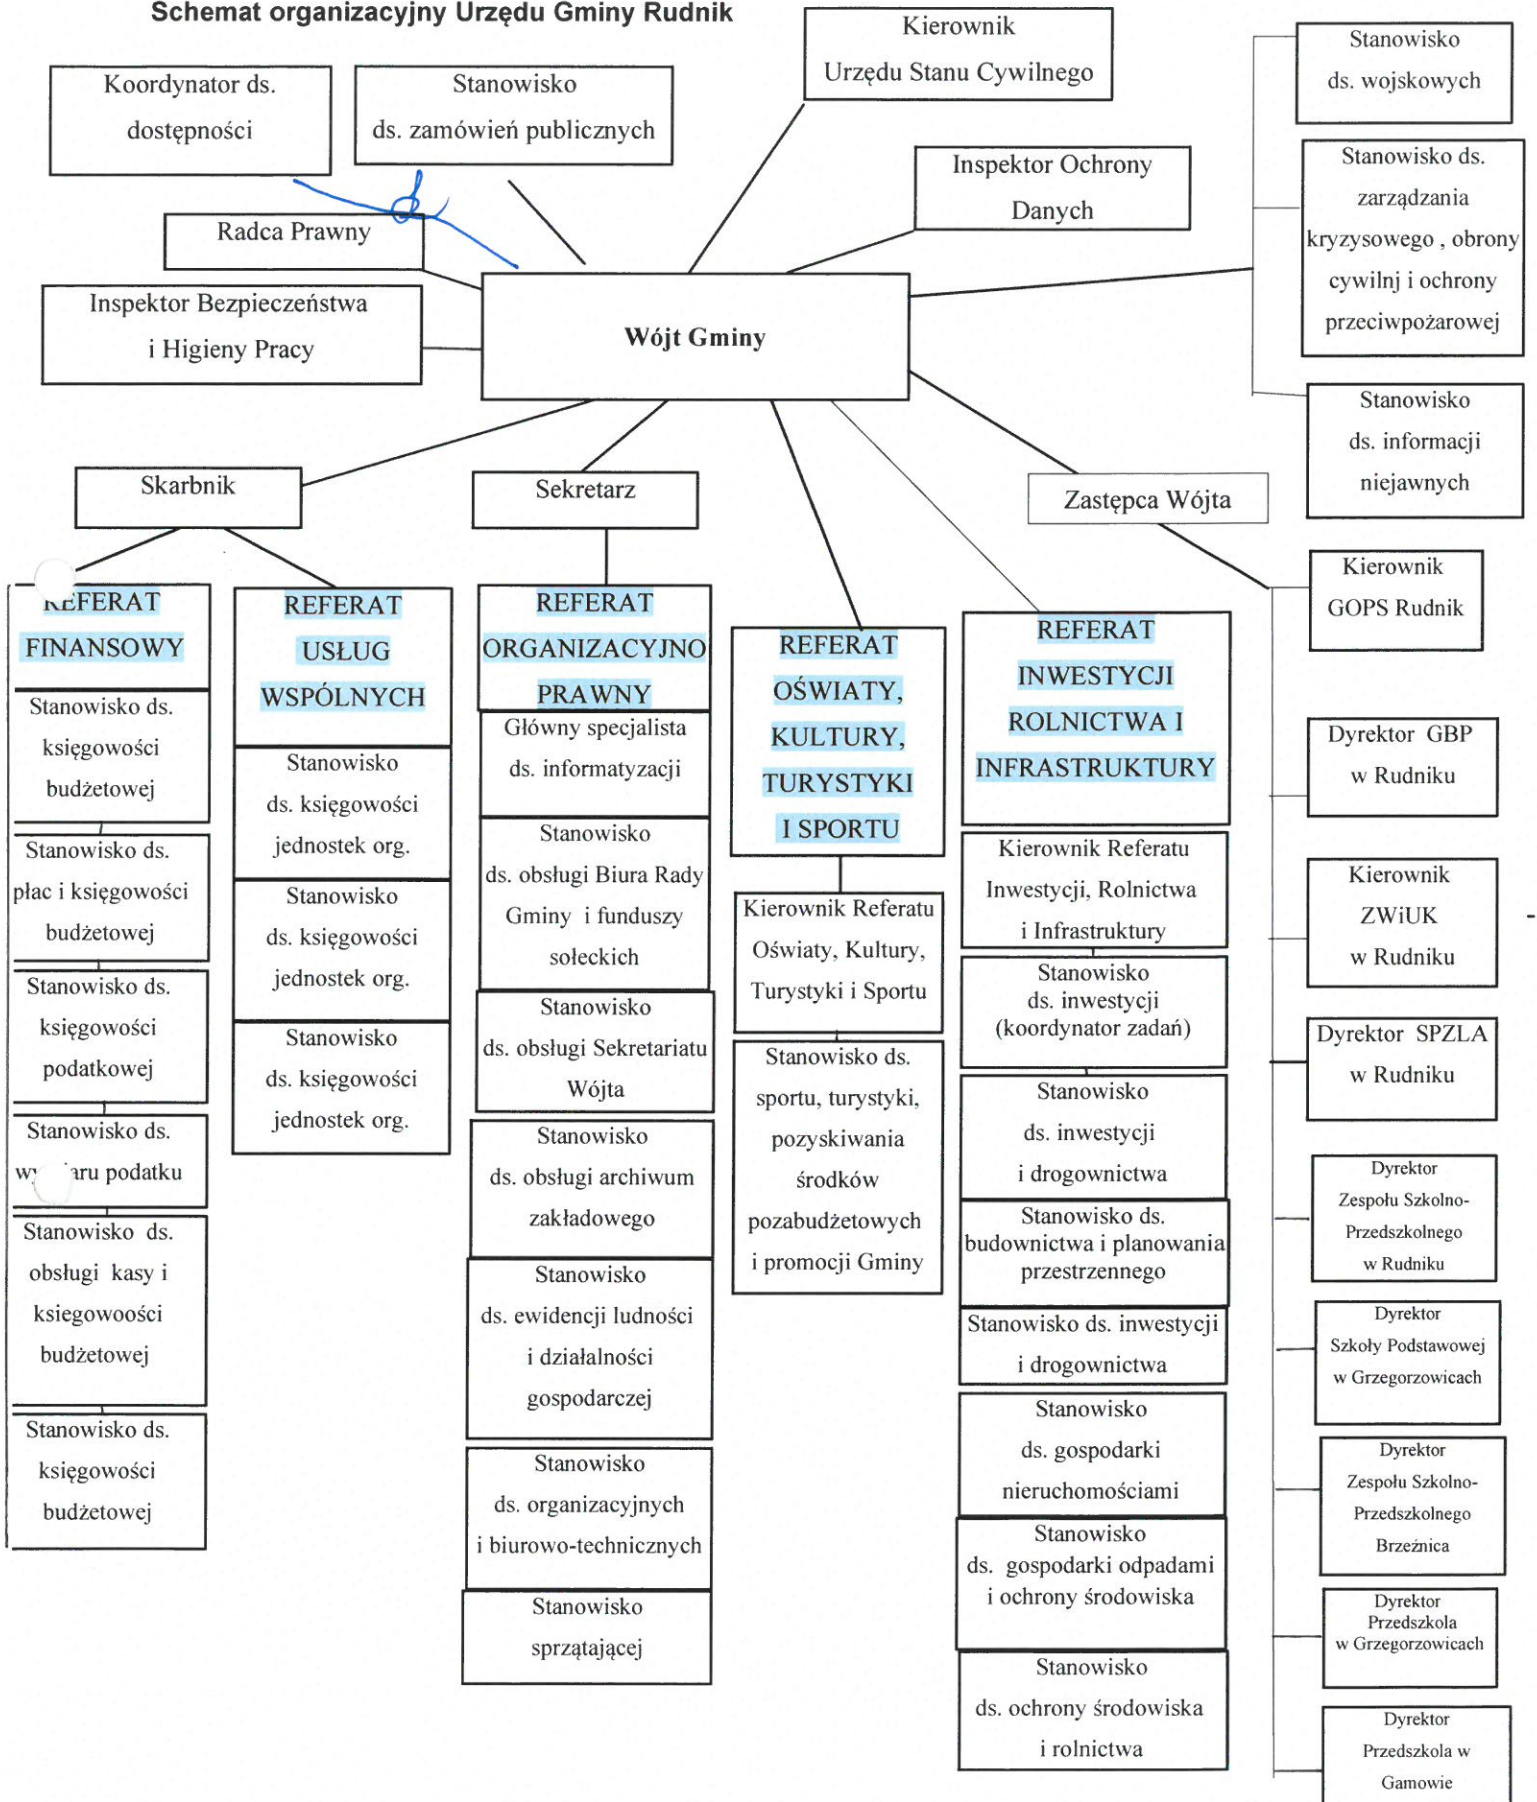 Schemat organizacyjny Urzędu Gminy Rudnik
Koordynator ds.
dostępności
Stanowisko
ds. zamówień publicznych
Kierownik
Urzędu Stanu Cywilnego
Inspektor Ochrony
Danych
Radca Prawny
Inspektor Bezpieczeństwa
i Higieny Pracy
Wójt Gminy
Stanowisko
ds. wojskowych
Stanowisko ds.
zarządzania
kryzysowego , obrony
cywilnj i ochrony
przeciwpożarowej
Stanowisko
ds. informacji
niejawnych
Skarbnik
Sekretarz
Zastępca Wójta
REFERAT
FINANSOWY
Stanowisko ds.
księgowości
budżetowej
Stanowisko ds.
płac i księgowości
budżetowej
Stanowisko ds.
księgowości
podatkowej
Stanowisko ds.
podatku
Stanowisko ds.
obsługi kasy i
ksiegowoości
budżetowej
Stanowisko ds.
księgowości
budżetowej
REFERAT
USŁUG
WSPÓLNYCH
Stanowisko
ds. księgowości
jednostek org.
Stanowisko
ds. księgowości
jednostek org.
Stanowisko
ds. księgowości
jednostek org.
REFERAT
ORGANIZACYJNO
PRAWNY
Główny specjalista
ds. informatyzacji
Stanowisko
ds. obsługi Biura Rady
Gminy i funduszy
sołeckich
Stanowisko
ds. obsługi Sekretariatu
Wójta
Stanowisko
ds. obsługi archiwum
zakładowego
Stanowisko
ds. ewidencji ludności
i działalności
gospodarczej
Stanowisko
ds. organizacyjnych
i biurowo-technicznych
Stanowisko
sprzątającej
REFERAT
OŚWIATY,
KULTURY,
TURYSTYKI
I SPORTU
Kierownik Referatu
Oświaty, Kultury,
Turystyki i Sportu
Stanowisko ds.
sportu, turystyki,
pozyskiwania
środków
pozabudżetowych
i promocji Gminy
REFERAT
INWESTYCJI
ROLNICTWA I
INFRASTRUKTURY
Kierownik Referatu
Inwestycji, Rolnictwa
i Infrastruktury
Stanowisko
ds. inwestycji
(koordynator zadań)
Stanowisko
ds. inwestycji
i drogownictwa
Stanowisko ds.
budownictwa i planowania
przestrzennego
Stanowisko ds. inwestycji
i drogownictwa
Stanowisko
ds. gospodarki
nieruchomościami
Stanowisko
ds. gospodarki odpadami
i ochrony środowiska
Stanowisko
ds. ochrony środowiska
i rolnictwa
Kierownik
GOPS Rudnik
Dyrektor GBP
w Rudniku
Kierownik
ZWiUK
w Rudniku
Dyrektor SPZLA
w Rudniku
Dyrektor
Zespołu Szkolno-
Przedszkolnego
w Rudniku
Dyrektor
Szkoły Podstawowej
w Grzegorzowicach
Dyrektor
Zespołu Szkolno-
Przedszkolnego
Brzeźnica
Dyrektor
Przedszkola
w Grzegorzowicach
Dyrektor
Przedszkola w
Gamowie